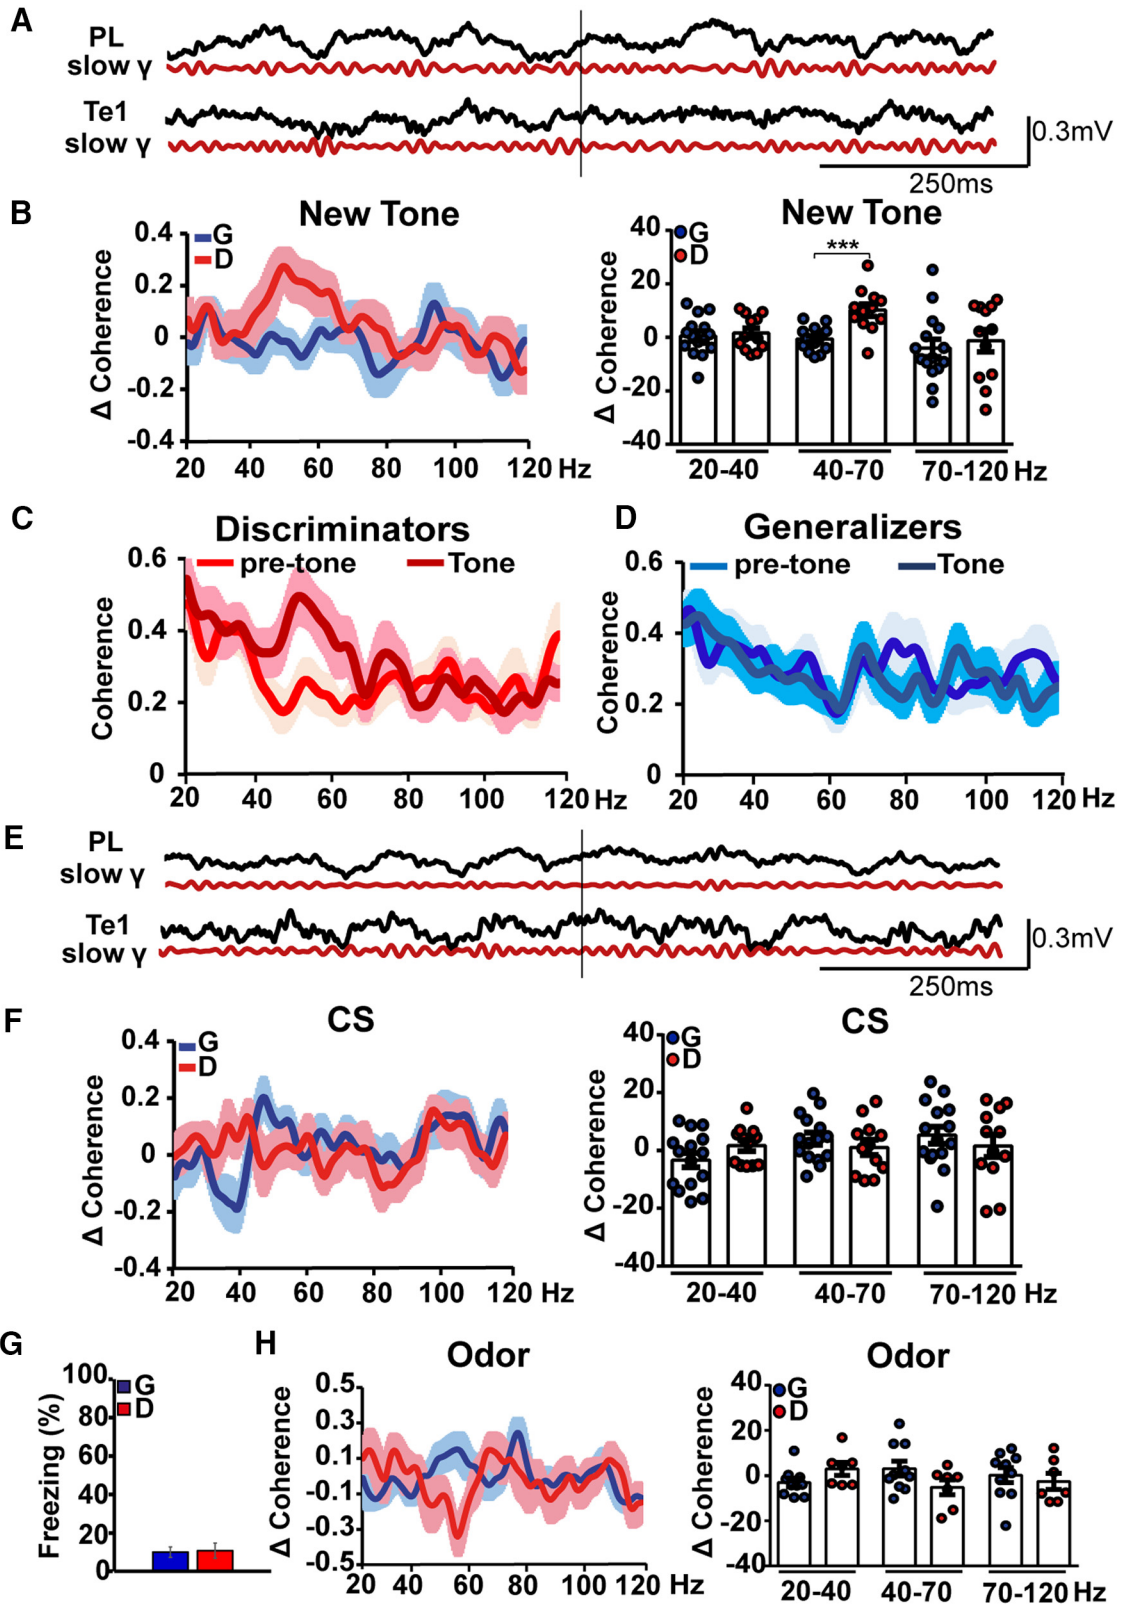 A
PL
slow γ
Te1
slow γ
0.3mV
250ms
B
New Tone
G
D
Δ Coherence
0.4
0.2
0
-0.2
-0.4
20 40 60 80 100 120 Hz
New Tone
G
D
***
Δ Coherence
40
20
0
-20
-40
20-40 40-70 70-120 Hz
C
Discriminators
pre-tone Tone
Coherence
0.6
0.4
0.2
0
20 40 60 80 100 120 Hz
D
Generalizers
pre-tone Tone
Coherence
0.6
0.4
0.2
0
20 40 60 80 100 120 Hz
E
PL
slow γ
Te1
slow γ
0.3mV
250ms
F
CS
G
D
Δ Coherence
0.4
0.2
0
-0.2
-0.4
20 40 60 80 100 120 Hz
CS
G
D
Δ Coherence
40
20
0
-20
-40
20-40 40-70 70-120 Hz
G
G
D
Freezing (%)
100
80
60
40
20
0
H
Odor
Δ Coherence
0.5
0.3
0.1
-0.1
-0.3
-0.5
20 40 60 80 100 120 Hz
Odor
G
D
Δ Coherence
40
20
0
-20
-40
20-40 40-70 70-120 Hz